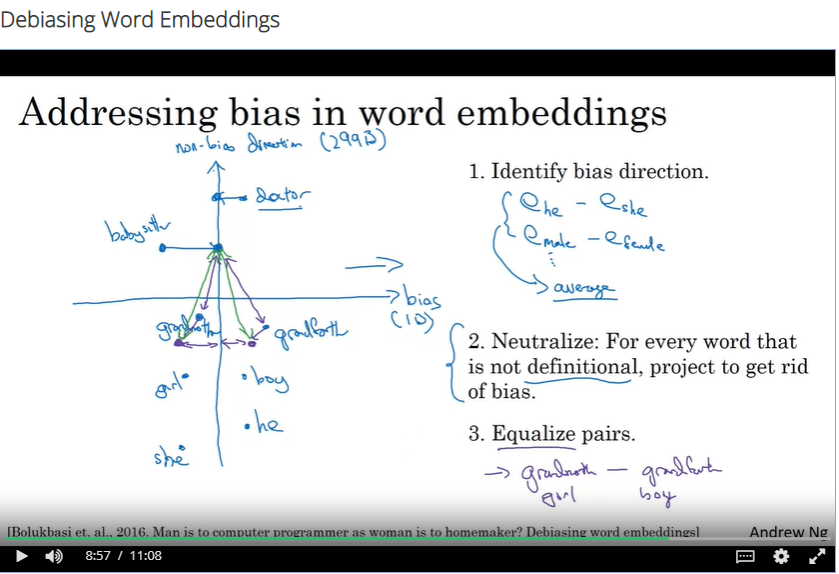 Debiasing Word Embeddings
Addressing bias in word embeddings
non-bias direction (299D)
doctor
babysitter
bias
(1D)
grandmother
grandfather
girl
boy
he
she
1. Identify bias direction.
e he - e she
e male - e female
⋮
→ average
2. Neutralize: For every word that
is not definitional, project to get rid
of bias.
3. Equalize pairs.
→ grandmother - grandfather
girl boy
[Bolukbasi et. al., 2016. Man is to computer programmer as woman is to homemaker? Debiasing word embeddings]
Andrew Ng
8:57 / 11:08